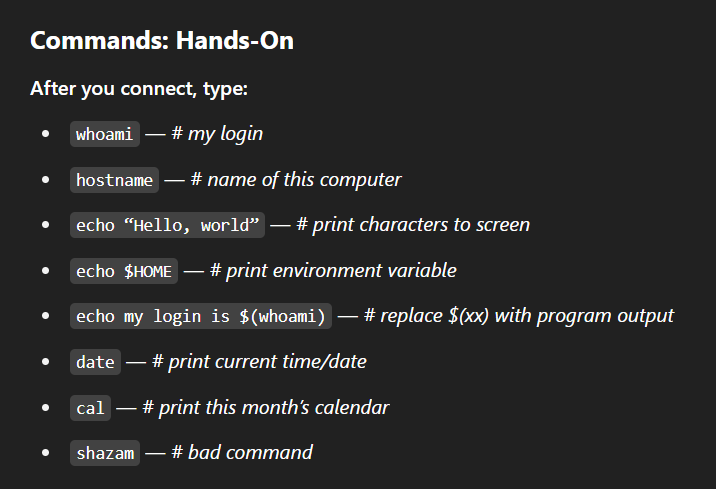 Commands: Hands-On
After you connect, type:
• whoami — # my login
• hostname — # name of this computer
• echo “Hello, world” — # print characters to screen
• echo $HOME — # print environment variable
• echo my login is $(whoami) — # replace $(xx) with program output
• date — # print current time/date
• cal — # print this month’s calendar
• shazam — # bad command